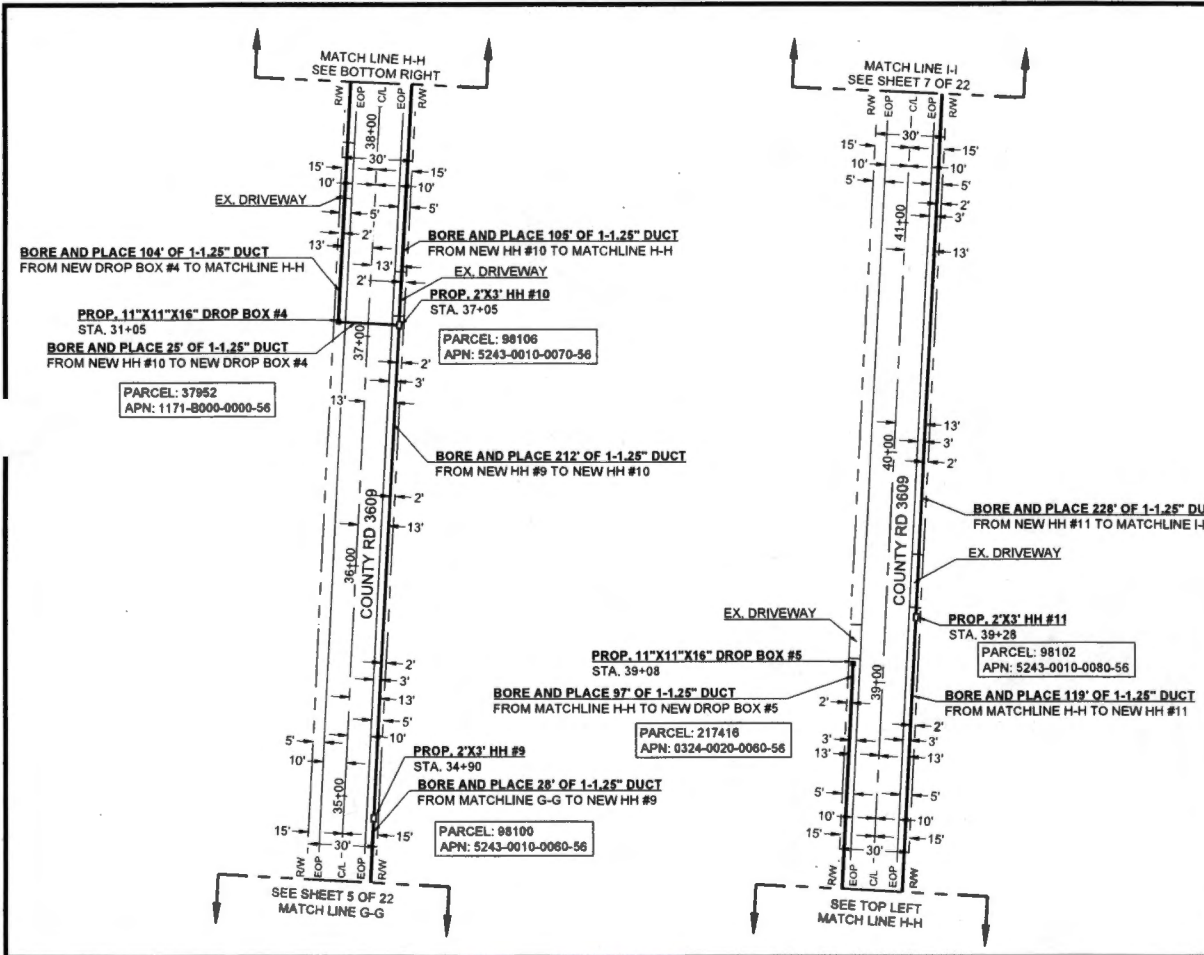 MATCH LINE H-H
SEE BOTTOM RIGHT
R/W
EOP
C/L
EOP
R/W
38+00
30'
15'
15'
10'
10'
EX. DRIVEWAY
5'
5'
2'
13'
BORE AND PLACE 105' OF 1-1.25" DUCT
FROM NEW HH #10 TO MATCHLINE H-H
BORE AND PLACE 104' OF 1-1.25" DUCT
FROM NEW DROP BOX #4 TO MATCHLINE H-H
13'
EX. DRIVEWAY
2'
PROP. 2'X3' HH #10
STA. 37+05
PROP. 11"X11"X16" DROP BOX #4
STA. 31+05
37+00
BORE AND PLACE 25' OF 1-1.25" DUCT
FROM NEW HH #10 TO NEW DROP BOX #4
PARCEL: 98106
APN: 5243-0010-0070-56
2'
3'
PARCEL: 37952
APN: 1171-B000-0000-56
13'
BORE AND PLACE 212' OF 1-1.25" DUCT
FROM NEW HH #9 TO NEW HH #10
2'
13'
36+00
COUNTY RD 3609
2'
3'
13'
5'
5'
10'
10'
PROP. 2'X3' HH #9
STA. 34+90
BORE AND PLACE 28' OF 1-1.25" DUCT
FROM MATCHLINE G-G TO NEW HH #9
35+00
15'
15'
30'
PARCEL: 98100
APN: 5243-0010-0060-56
R/W
EOP
C/L
EOP
R/W
SEE SHEET 5 OF 22
MATCH LINE G-G
MATCH LINE I-I
SEE SHEET 7 OF 22
R/W
EOP
C/L
EOP
R/W
30'
15'
15'
10'
10'
5'
5'
2'
3'
41+00
13'
13'
3'
2'
40+00
BORE AND PLACE 228' OF 1-1.25" DU
FROM NEW HH #11 TO MATCHLINE I-I
EX. DRIVEWAY
COUNTY RD 3609
EX. DRIVEWAY
PROP. 2'X3' HH #11
STA. 39+28
PARCEL: 98102
APN: 5243-0010-0080-56
PROP. 11"X11"X16" DROP BOX #5
STA. 39+08
39+00
BORE AND PLACE 97' OF 1-1.25" DUCT
FROM MATCHLINE H-H TO NEW DROP BOX #5
BORE AND PLACE 119' OF 1-1.25" DUCT
FROM MATCHLINE H-H TO NEW HH #11
2'
2'
PARCEL: 217416
APN: 0324-0020-0060-56
3'
3'
13'
13'
5'
5'
10'
10'
15'
15'
30'
R/W
EOP
C/L
EOP
R/W
SEE TOP LEFT
MATCH LINE H-H